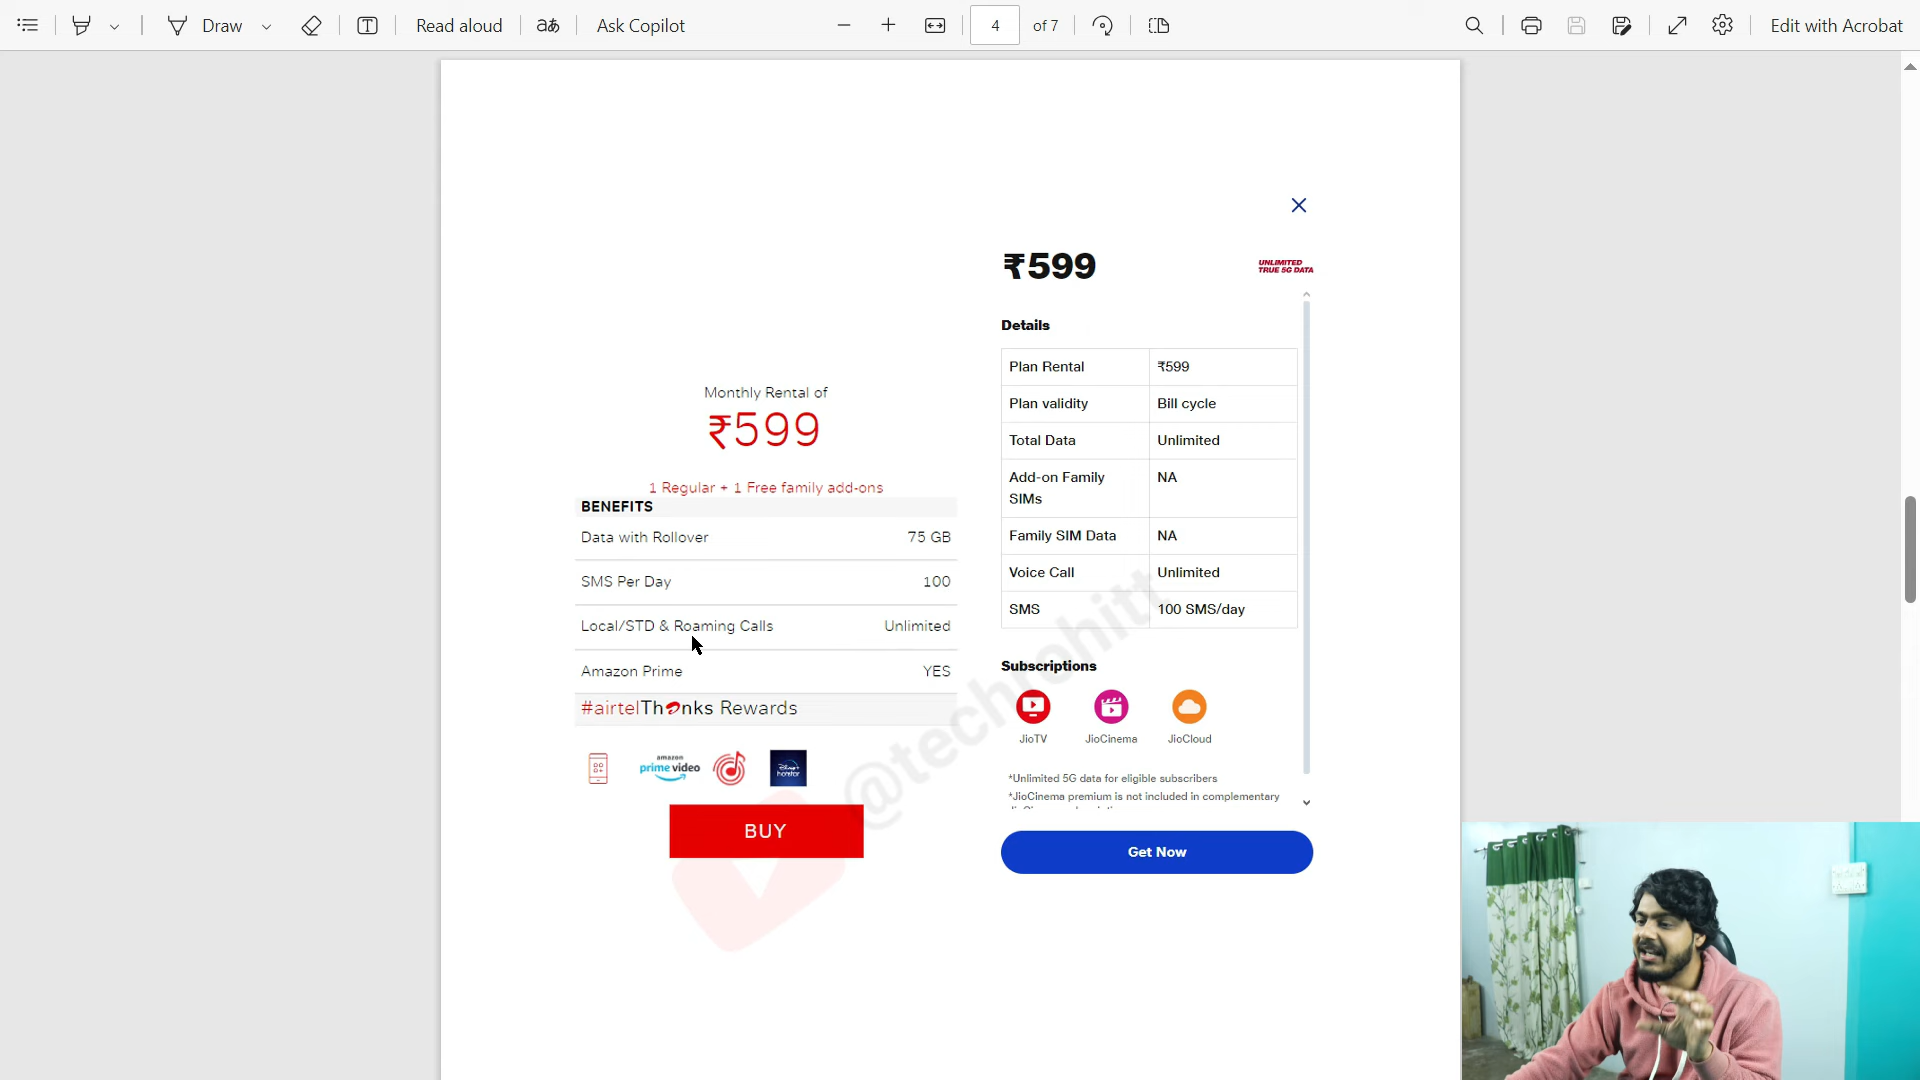 Draw
Read aloud
aあ
Ask Copilot
4 of 7
Edit with Acrobat
Monthly Rental of
₹599
1 Regular + 1 Free family add-ons
BENEFITS
Data with Rollover 75 GB
SMS Per Day 100
Local/STD & Roaming Calls Unlimited
Amazon Prime YES
#airtelThanks Rewards
amazon
prime video
Disney+
hotstar
BUY
₹599
UNLIMITED
TRUE 5G DATA
Details
Plan Rental ₹599
Plan validity Bill cycle
Total Data Unlimited
Add-on Family NA
SIMs
Family SIM Data NA
Voice Call Unlimited
SMS 100 SMS/day
Subscriptions
JioTV JioCinema JioCloud
*Unlimited 5G data for eligible subscribers
*JioCinema premium is not included in complementary
Get Now
@techrohitt